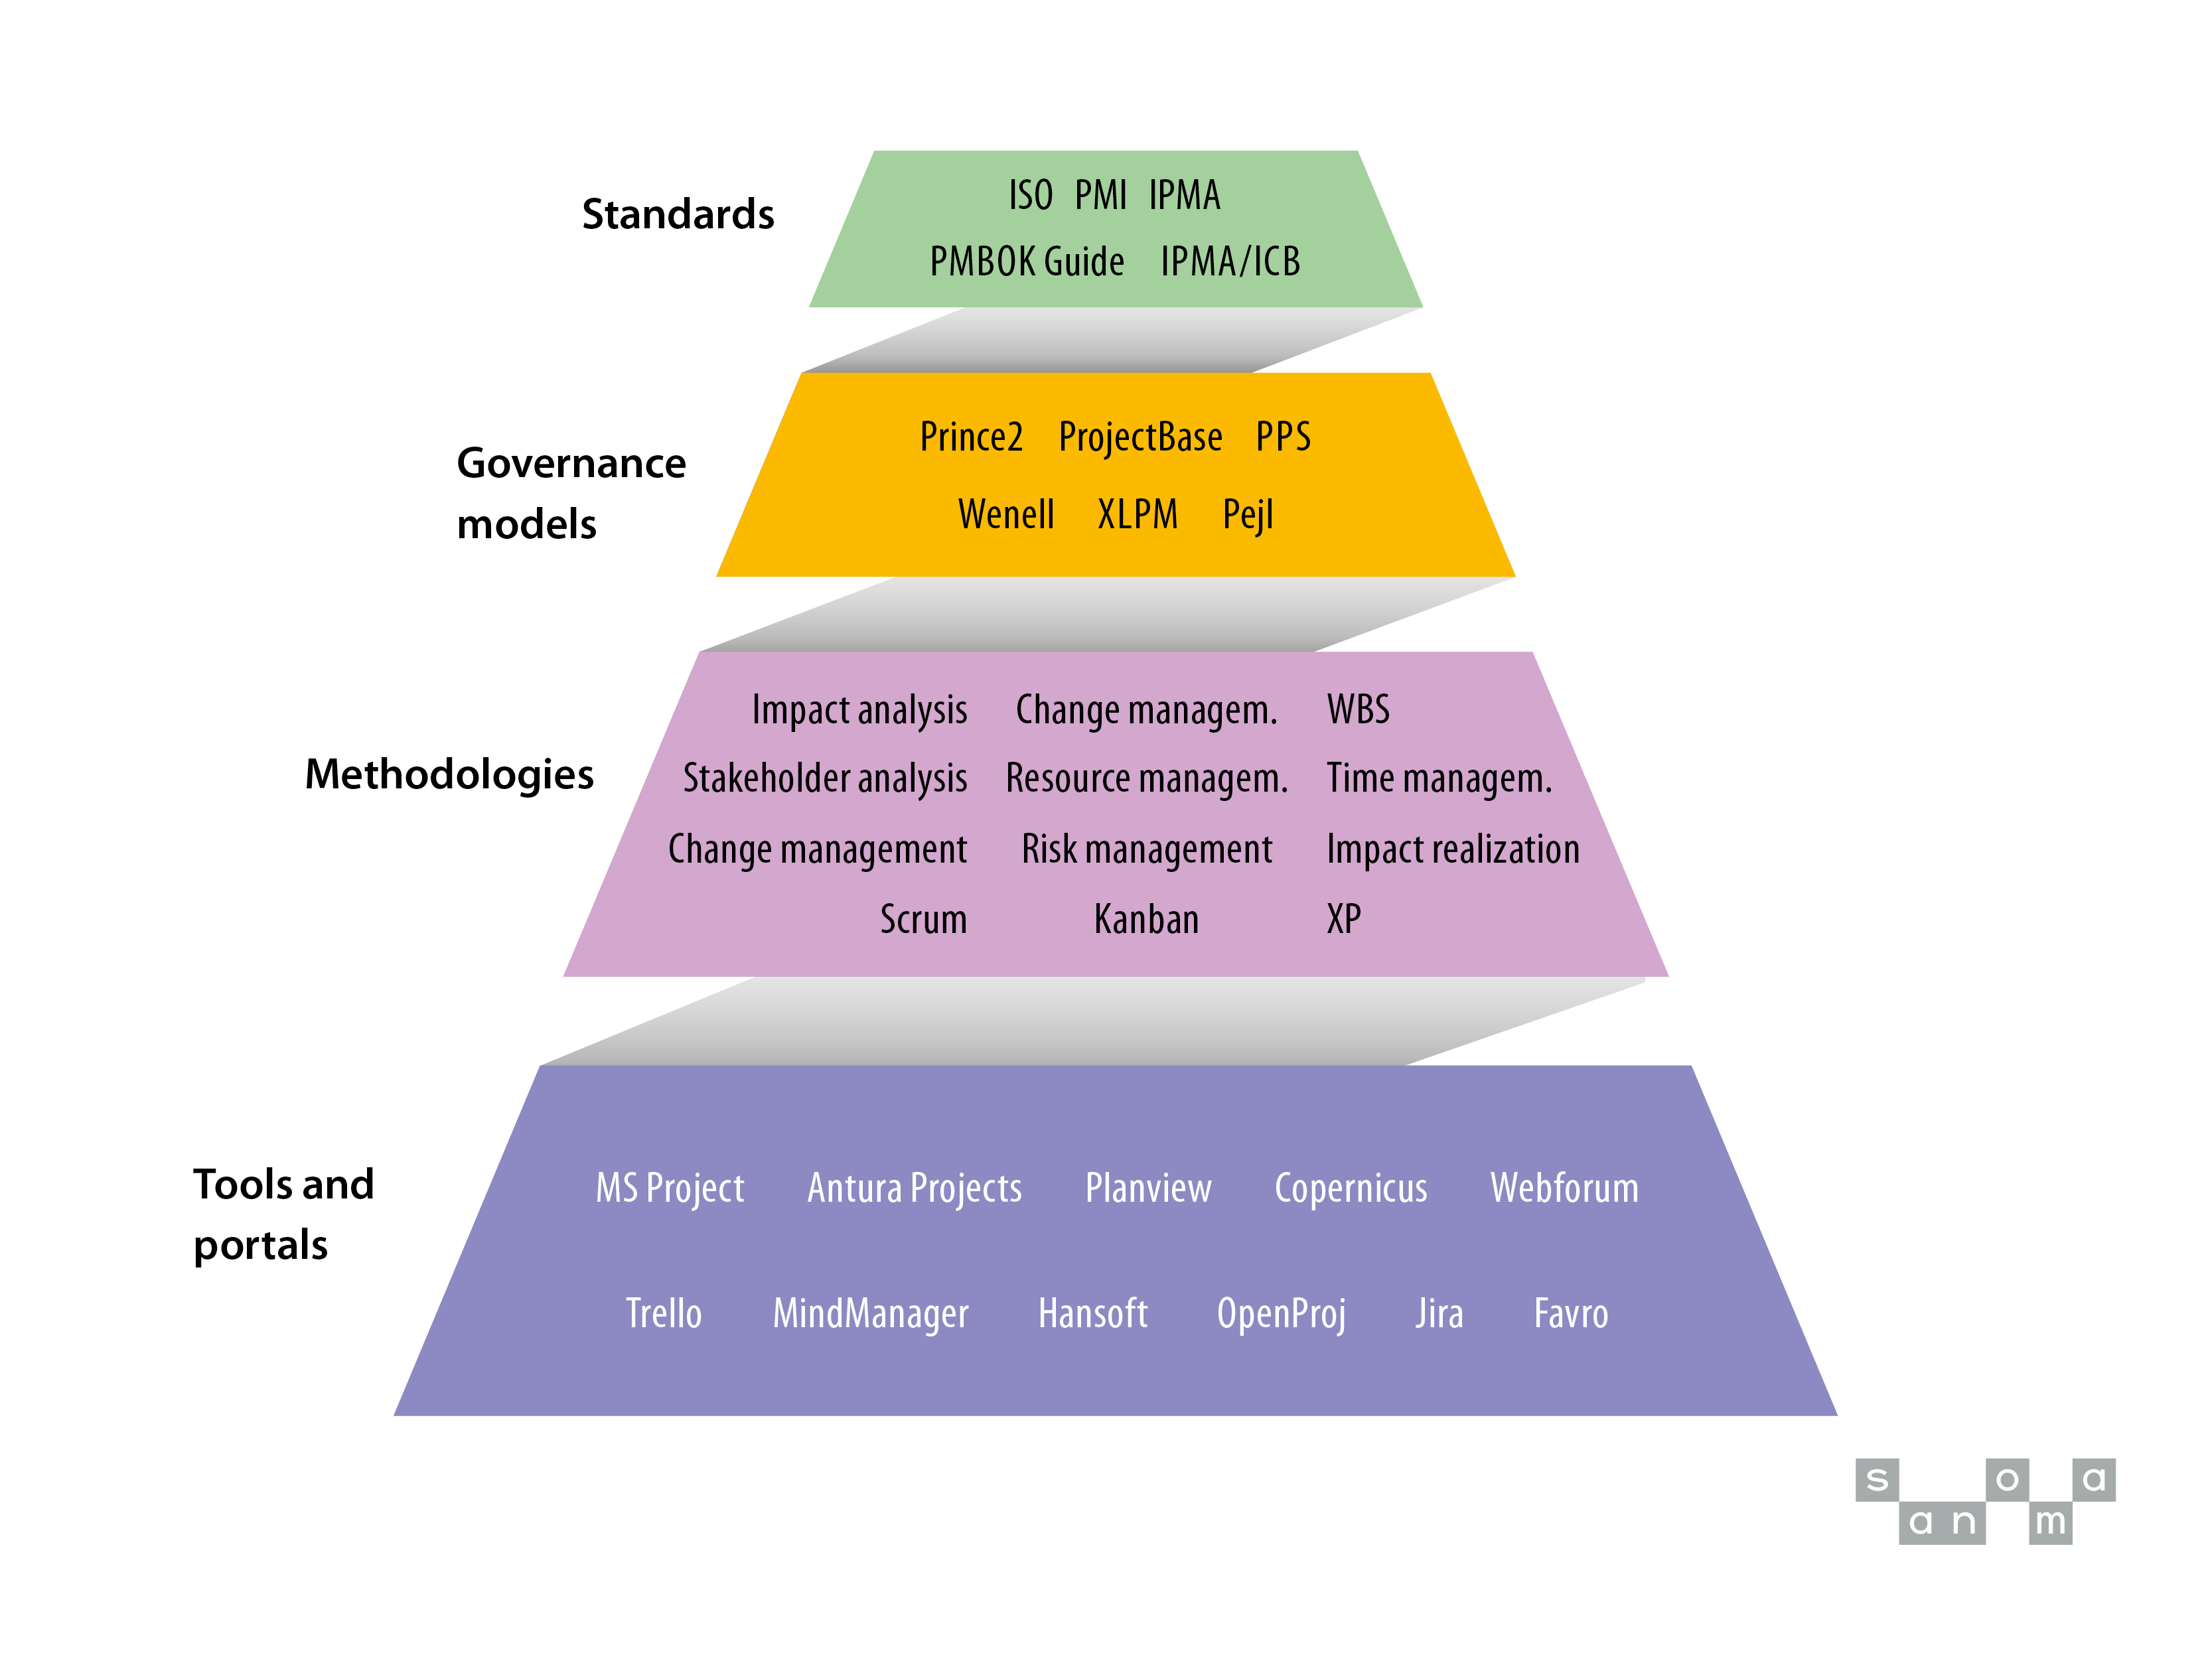 Standards
ISO PMI IPMA
PMBOK Guide IPMA/ICB
Governance
models
Prince2 ProjectBase PPS
Wenell XLPM Pejl
Methodologies
Impact analysis Change managem. WBS
Stakeholder analysis Resource managem. Time managem.
Change management Risk management Impact realization
Scrum Kanban XP
Tools and
portals
MS Project Antura Projects Planview Copernicus Webforum
Trello MindManager Hansoft OpenProj Jira Favro
sanoma